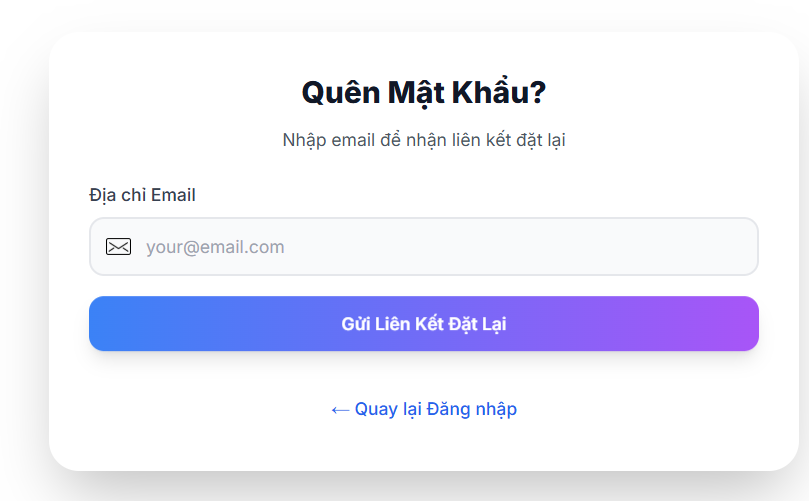 Quên Mật Khẩu?
Nhập email để nhận liên kết đặt lại
Địa chỉ Email
your@email.com
Gửi Liên Kết Đặt Lại
← Quay lại Đăng nhập